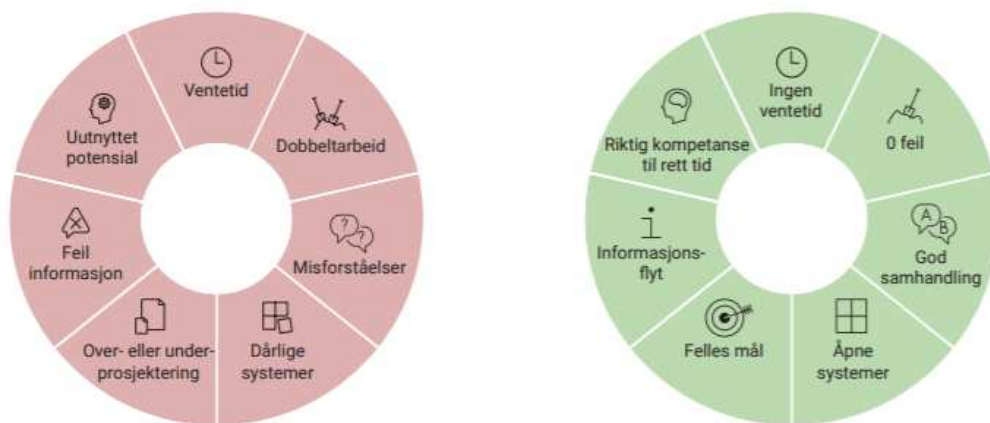 Ventetid
Dobbeltarbeid
?
?
Misforståelser
Dårlige
systemer
Over- eller under-
prosjektering
Feil
informasjon
Uutnyttet
potensial
Ingen
ventetid
0 feil
A
B
God
samhandling
Åpne
systemer
Felles mål
Informasjons-
flyt
Riktig kompetanse
til rett tid